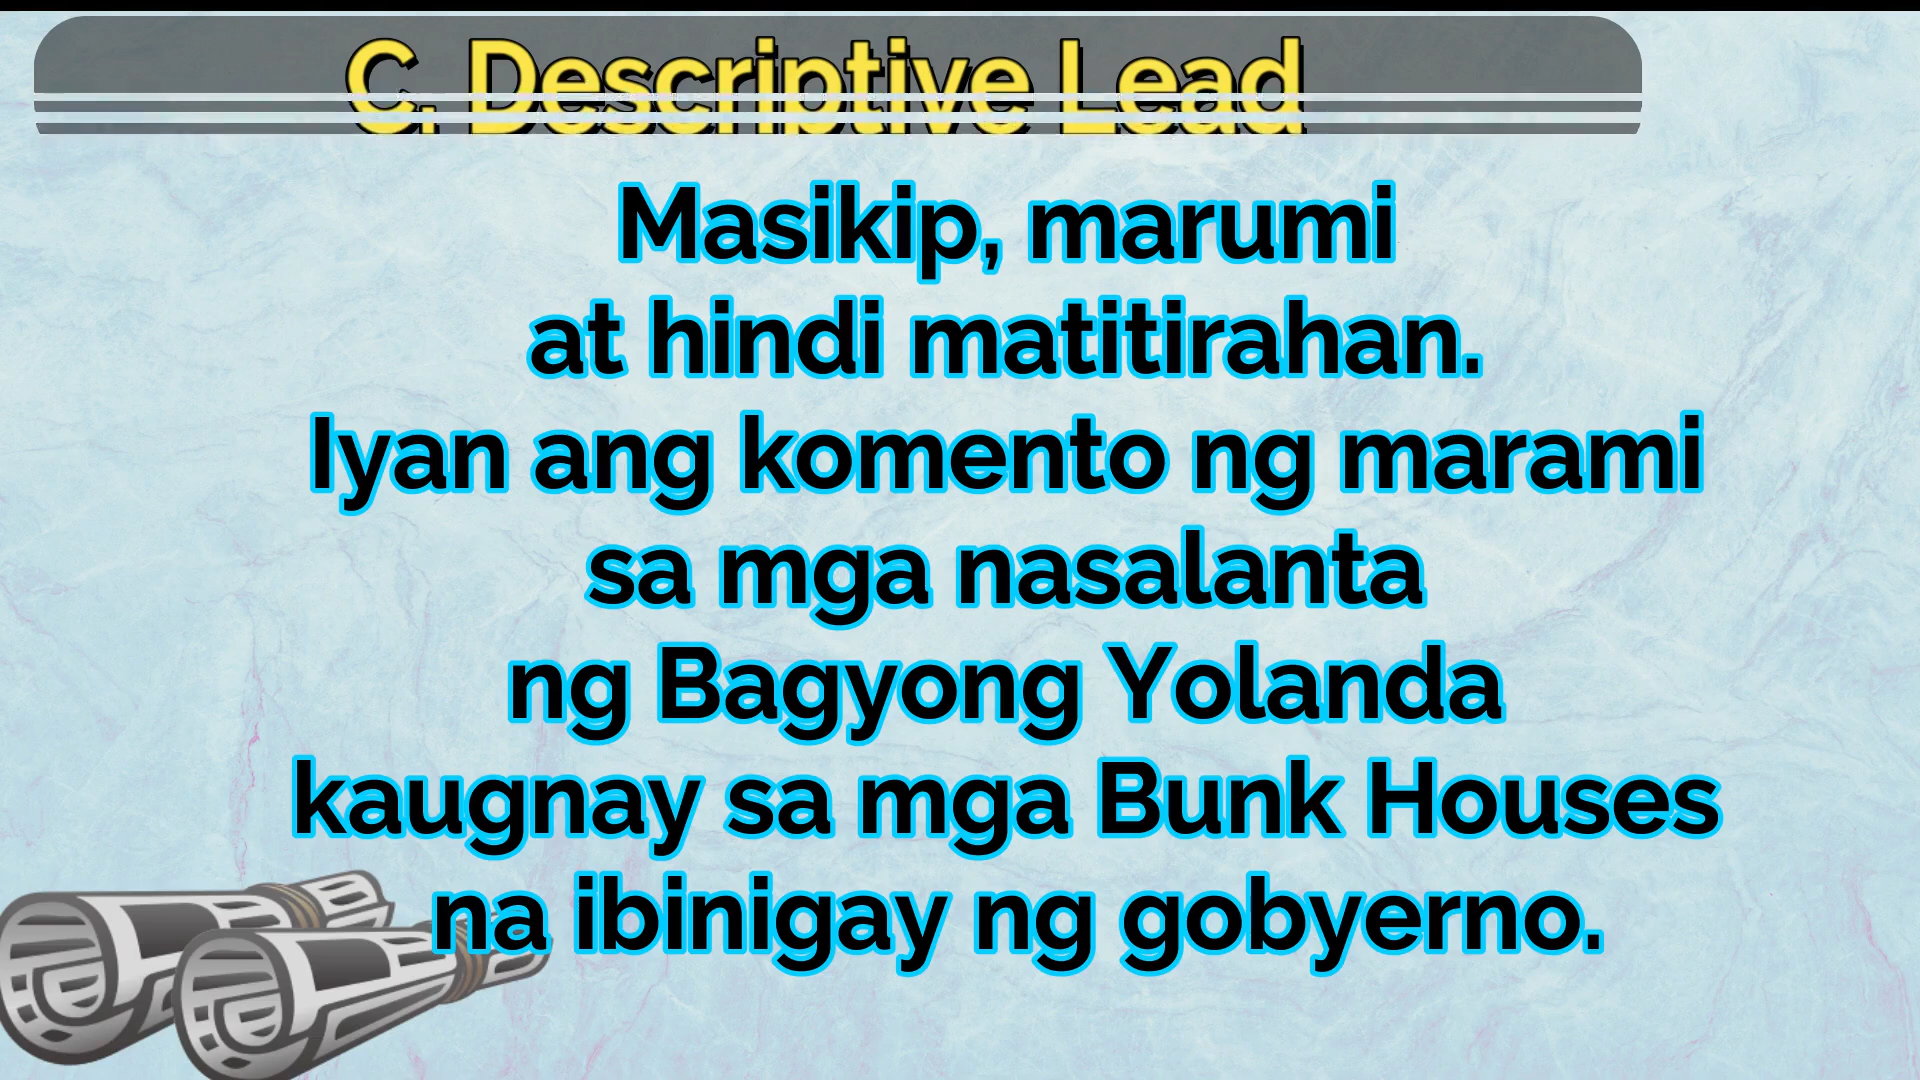 C. Descriptive Lead
Masikip, marumi
at hindi matitirahan.
Iyan ang komento ng marami
sa mga nasalanta
ng Bagyong Yolanda
kaugnay sa mga Bunk Houses
na ibinigay ng gobyerno.